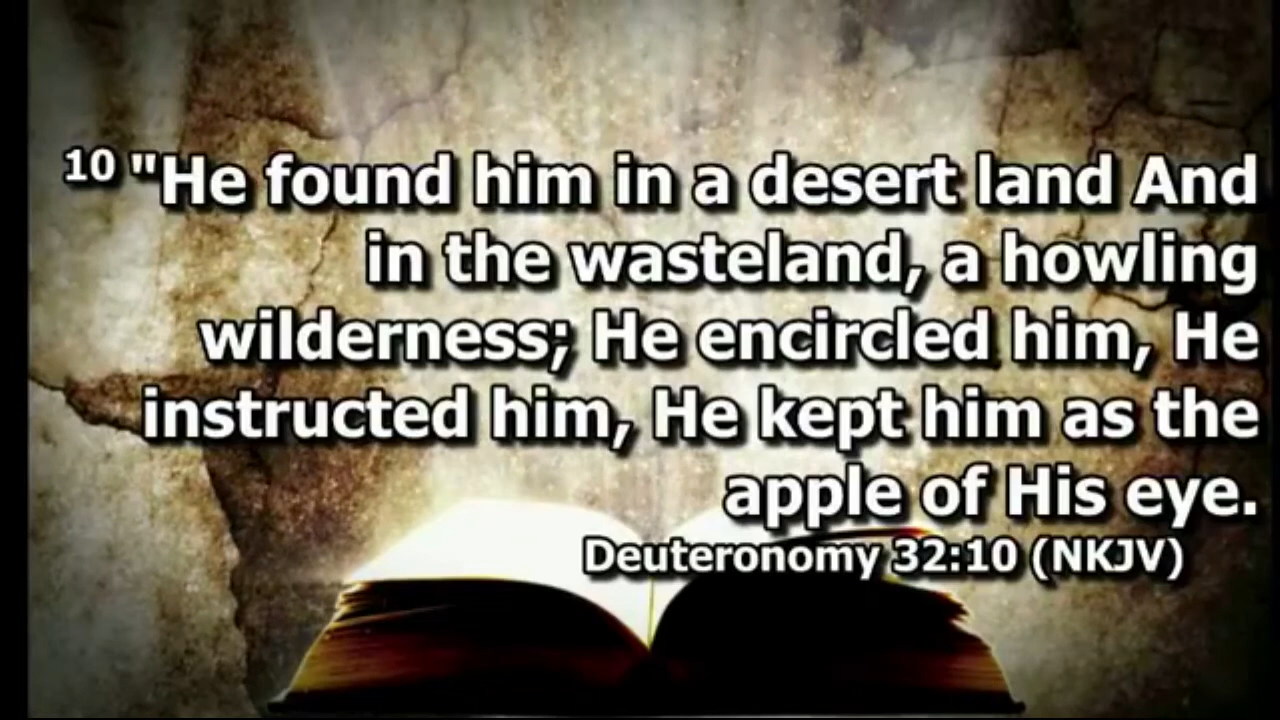 10 "He found him in a desert land And
in the wasteland, a howling
wilderness; He encircled him, He
instructed him, He kept him as the
apple of His eye.
Deuteronomy 32:10 (NKJV)